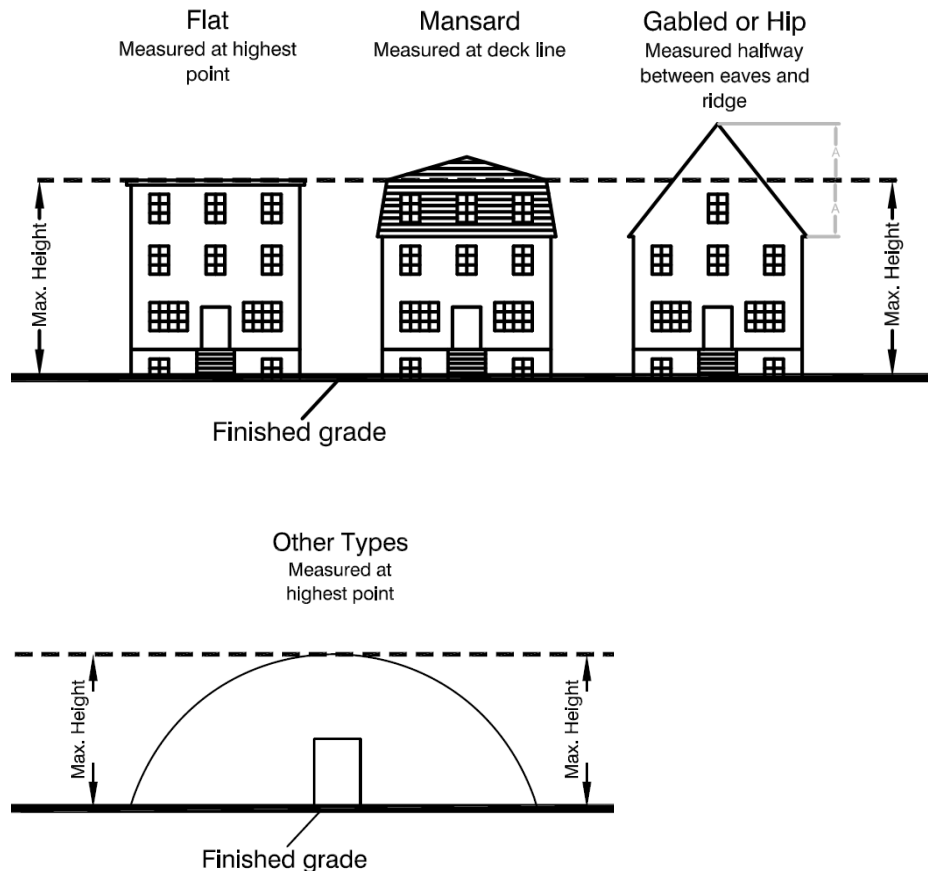 Flat
Measured at highest
point
Mansard
Measured at deck line
Gabled or Hip
Measured halfway
between eaves and
ridge
A
A
Max. Height
Max. Height
Finished grade
Other Types
Measured at
highest point
Max. Height
Max. Height
Finished grade